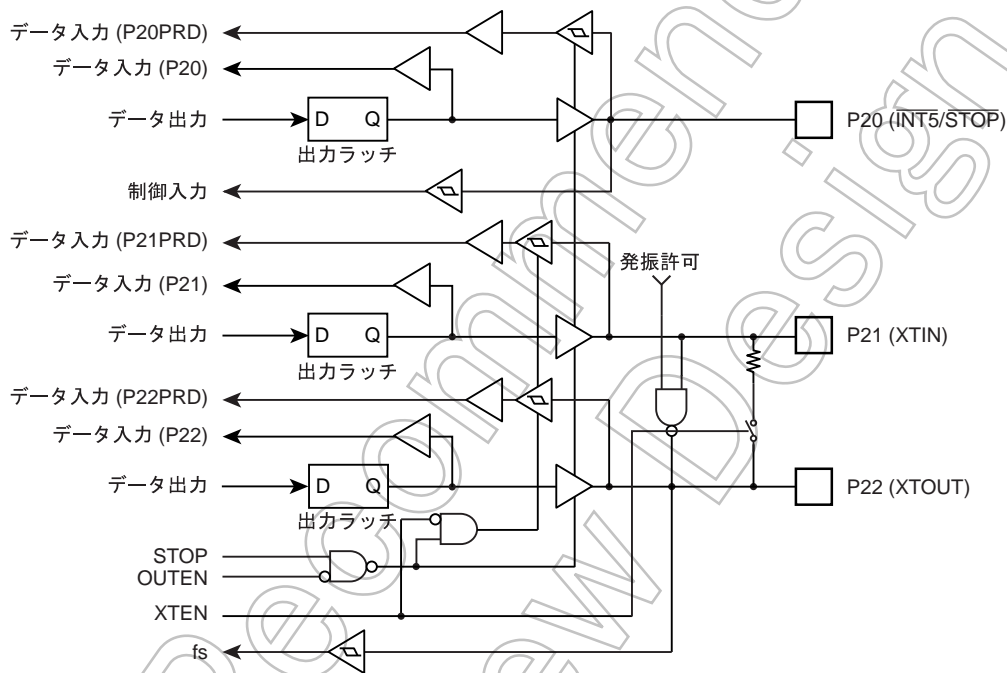 データ入力 (P20PRD)
データ入力 (P20)
データ出力
D Q
出力ラッチ
P20 (INT5/STOP)
制御入力
データ入力 (P21PRD)
発振許可
データ入力 (P21)
データ出力
D Q
出力ラッチ
P21 (XTIN)
データ入力 (P22PRD)
データ入力 (P22)
データ出力
D Q
出力ラッチ
P22 (XTOUT)
STOP
OUTEN
XTEN
fs
Recommen
ew Design